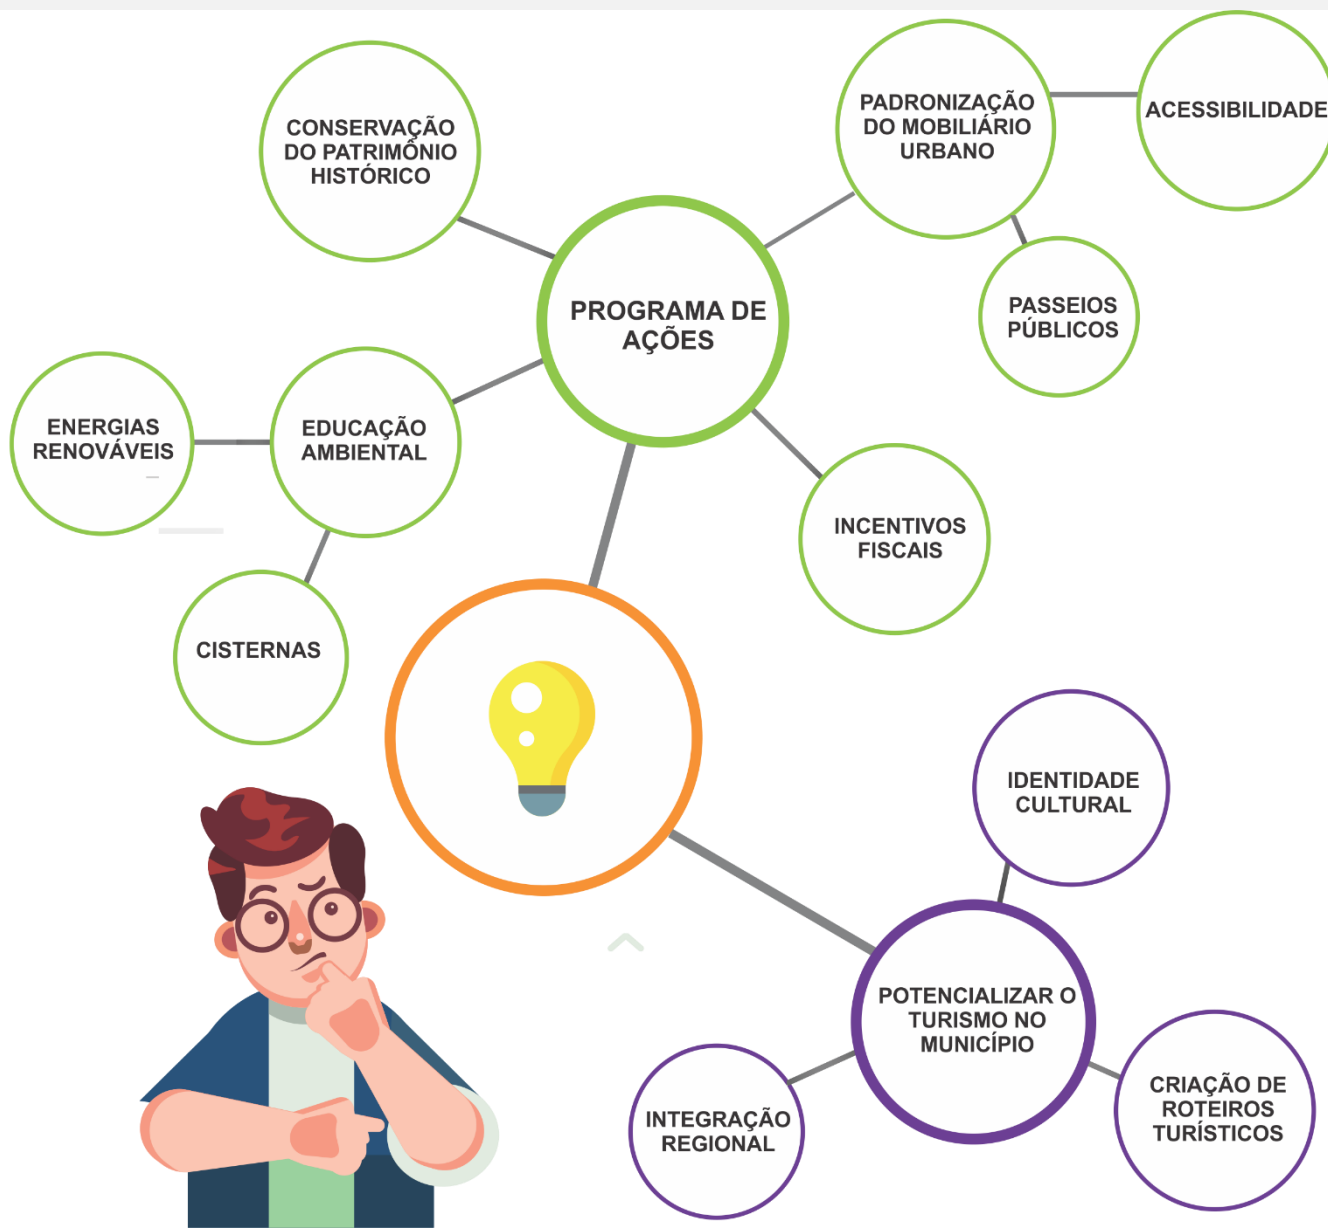 CONSERVAÇÃO
DO PATRIMÔNIO
HISTÓRICO
PADRONIZAÇÃO
DO MOBILIÁRIO
URBANO
ACESSIBILIDADE
PROGRAMA DE
AÇÕES
PASSEIOS
PÚBLICOS
ENERGIAS
RENOVÁVEIS
EDUCAÇÃO
AMBIENTAL
INCENTIVOS
FISCAIS
CISTERNAS
IDENTIDADE
CULTURAL
POTENCIALIZAR O
TURISMO NO
MUNICÍPIO
INTEGRAÇÃO
REGIONAL
CRIAÇÃO DE
ROTEIROS
TURÍSTICOS